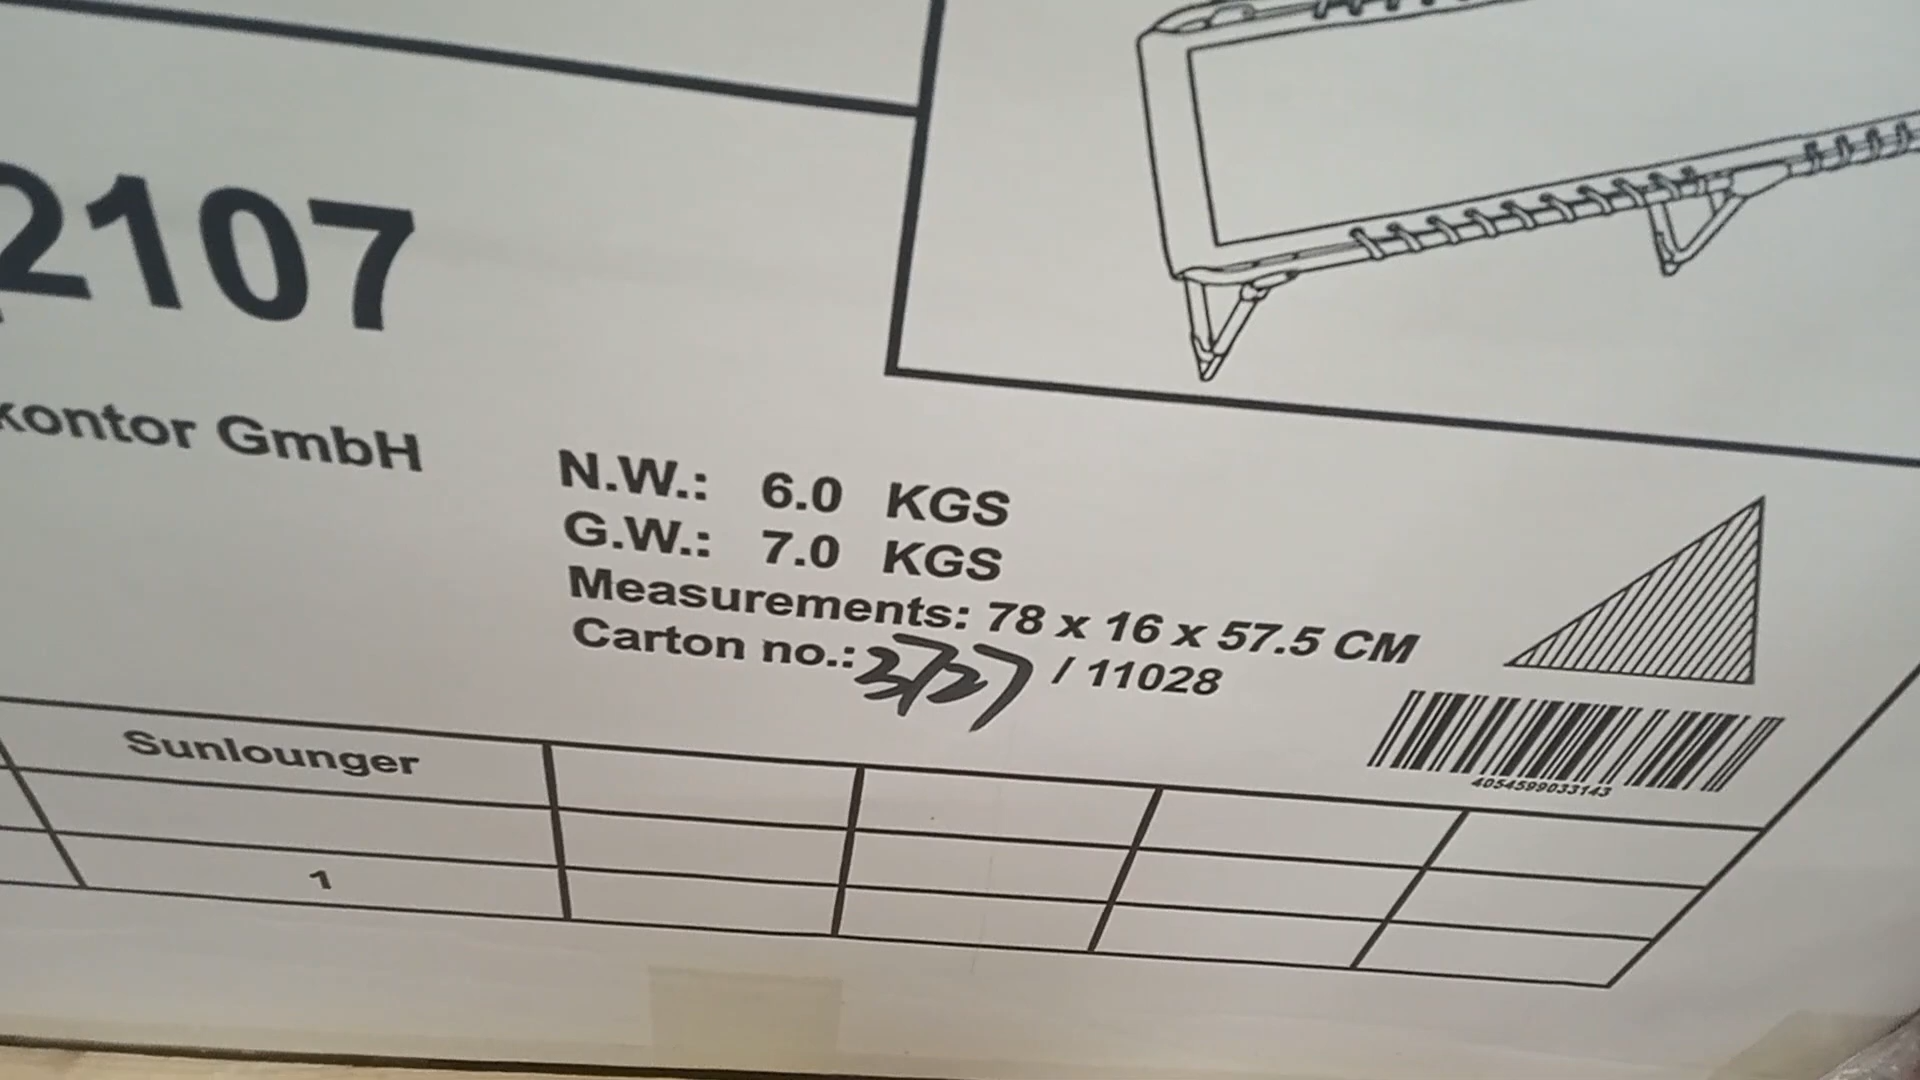 2107
kontor GmbH
N.W.: 6.0 KGS
G.W.: 7.0 KGS
Measurements: 78 x 16 x 57.5 CM
Carton no.: 3727 / 11028
4054599033143
Sunlounger
1